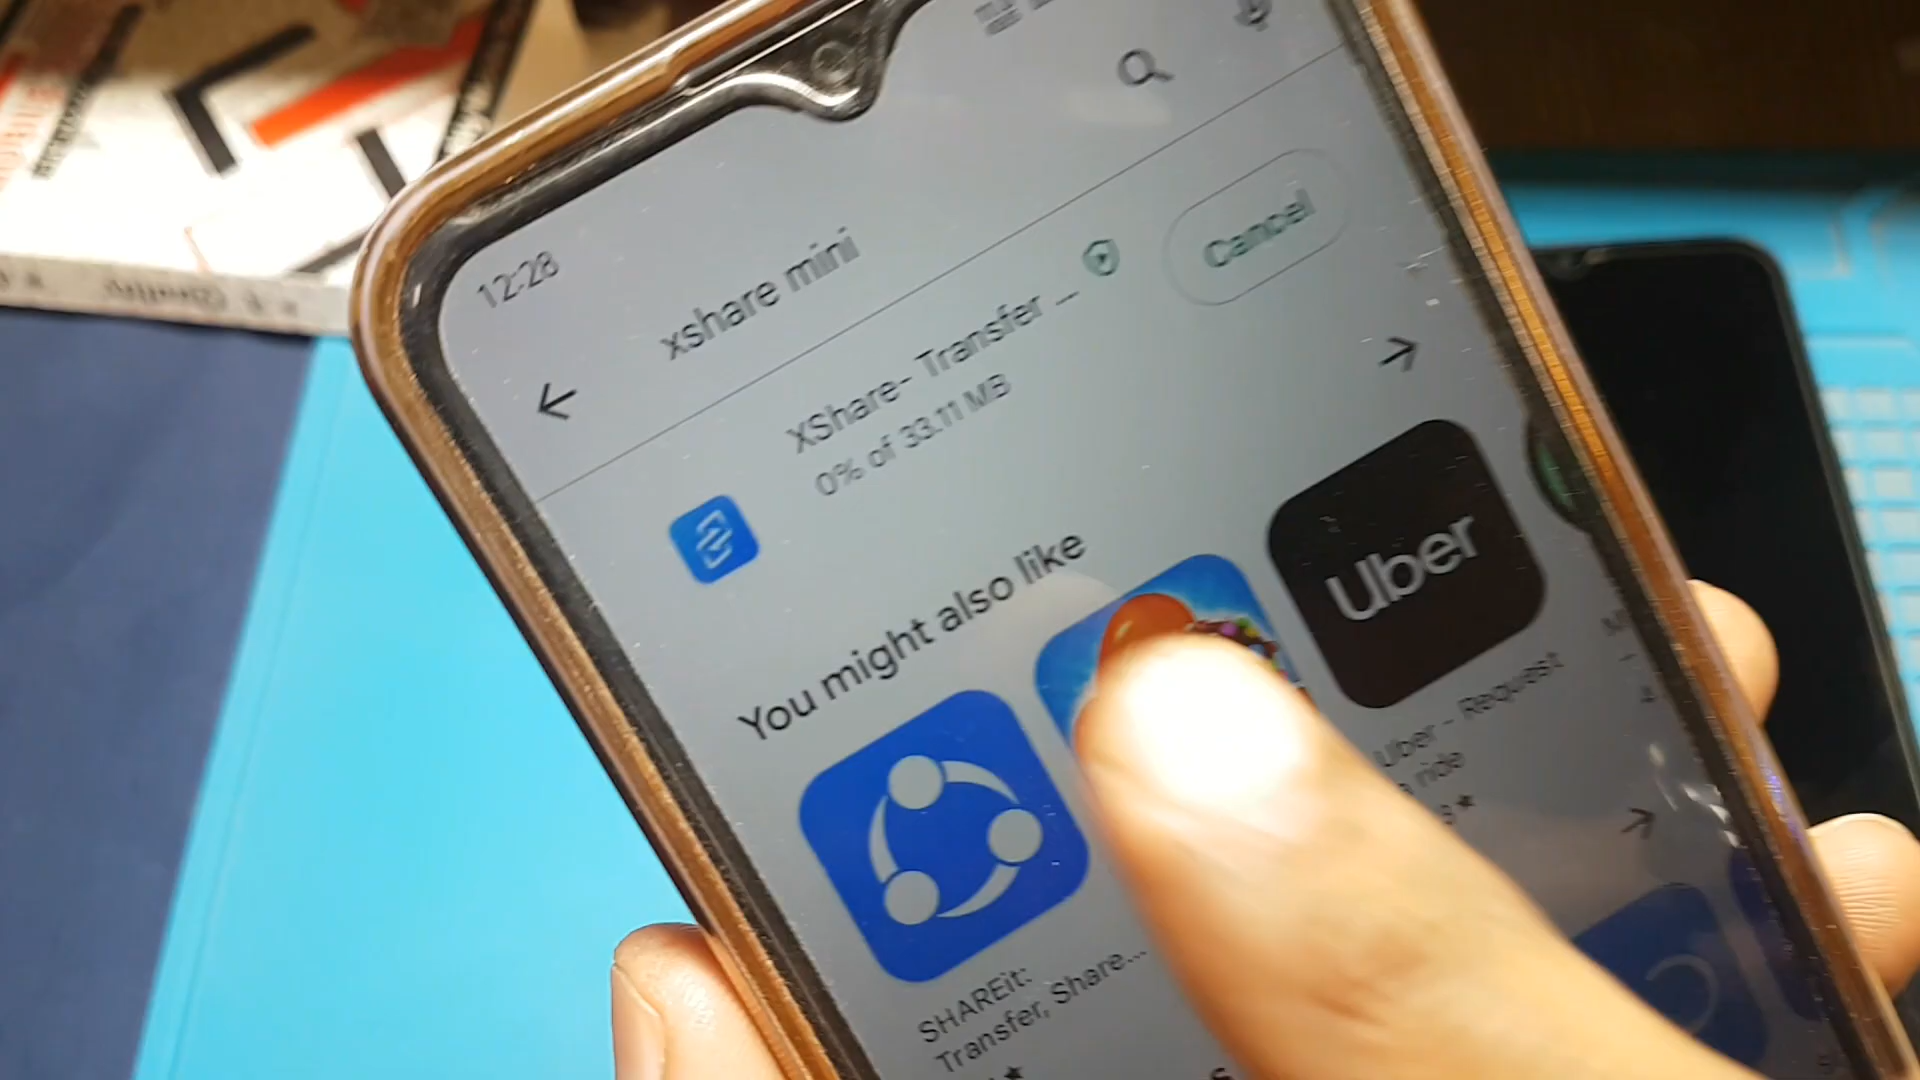 12:28
xshare mini
XShare- Transfer ...
0% of 33.11 MB
Cancel
You might also like
Uber
SHAREit:
Transfer, Share...
Uber - Request
a ride